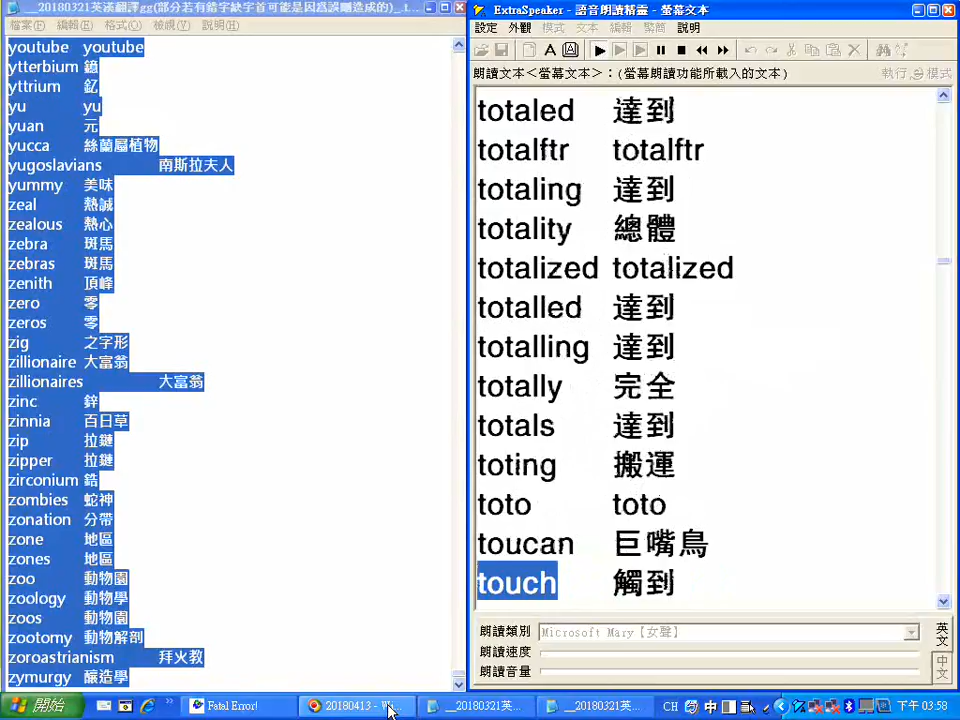 __20180321英漢翻譯gg(部分若有錯字缺字首可能是因爲誤刪造成的)_t...
檔案(F) 編輯(E) 格式(O) 檢視(V) 說明(H)
youtube youtube
ytterbium 鐿
yttrium 釔
yu yu
yuan 元
yucca 絲蘭屬植物
yugoslavians 南斯拉夫人
yummy 美味
zeal 熱誠
zealous 熱心
zebra 斑馬
zebras 斑馬
zenith 頂峰
zero 零
zeros 零
zig 之字形
zillionaire 大富翁
zillionaires 大富翁
zinc 鋅
zinnia 百日草
zip 拉鏈
zipper 拉鏈
zirconium 鋯
zombies 蛇神
zonation 分帶
zone 地區
zones 地區
zoo 動物園
zoology 動物學
zoos 動物園
zootomy 動物解剖
zoroastrianism 拜火教
zymurgy 釀造學
ExtraSpeaker - 語音朗讀精靈 - 螢幕文本
設定 外觀 模式 文本 編輯 螢幕 說明
朗讀文本<螢幕文本>：(螢幕朗讀功能所載入的文本) 執行 模式
totaled 達到
totalftr totalftr
totaling 達到
totality 總體
totalized totalized
totalled 達到
totalling 達到
totally 完全
totals 達到
toting 搬運
toto toto
toucan 巨嘴鳥
touch 觸到
朗讀類別 Microsoft Mary【女聲】
朗讀速度
朗讀音量
英文
中文
開始 Fatal Error! 20180413 - __20180321英... __20180321英... CH 中 下午 03:58